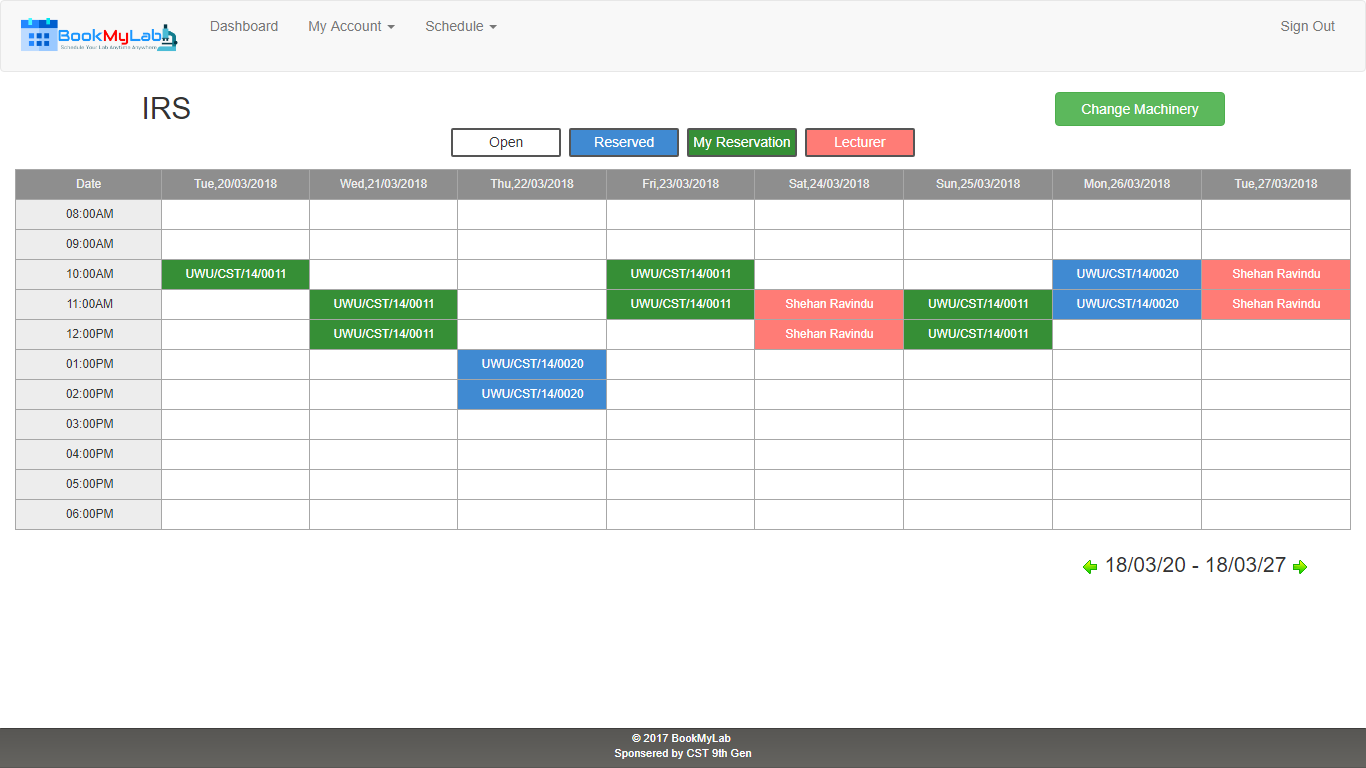 BookMyLab
Schedule Your Lab Anytime Anywhere
Dashboard My Account Schedule Sign Out
IRS
Change Machinery
Open Reserved My Reservation Lecturer
Date Tue,20/03/2018 Wed,21/03/2018 Thu,22/03/2018 Fri,23/03/2018 Sat,24/03/2018 Sun,25/03/2018 Mon,26/03/2018 Tue,27/03/2018
08:00AM
09:00AM
10:00AM UWU/CST/14/0011 UWU/CST/14/0011 UWU/CST/14/0020 Shehan Ravindu
11:00AM UWU/CST/14/0011 UWU/CST/14/0011 Shehan Ravindu UWU/CST/14/0011 UWU/CST/14/0020 Shehan Ravindu
12:00PM UWU/CST/14/0011 Shehan Ravindu UWU/CST/14/0011
01:00PM UWU/CST/14/0020
02:00PM UWU/CST/14/0020
03:00PM
04:00PM
05:00PM
06:00PM
18/03/20 - 18/03/27
© 2017 BookMyLab
Sponsered by CST 9th Gen